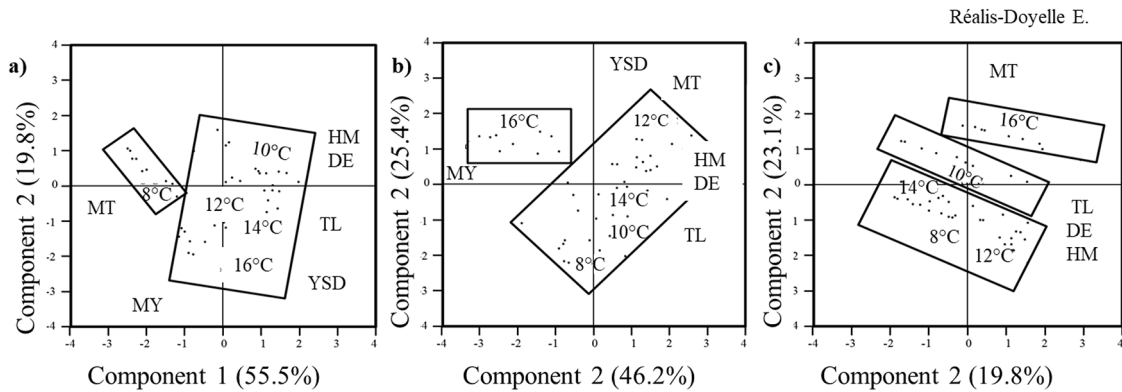 Réalis-Doyelle E.
a)
Component 2 (19.8%)
4
3
2
1
0
-1
-2
-3
4
HM
DE
10°C
8°C
MT
12°C
14°C
TL
16°C
YSD
MY
-4 -3 -2 -1 0 1 2 3 4
Component 1 (55.5%)
b)
Component 2 (25.4%)
4
3
2
1
0
-1
-2
-3
4
YSD
MT
16°C
12°C
MY
HM
DE
14°C
10°C
TL
8°C
-4 -3 -2 -1 0 1 2 3 4
Component 2 (46.2%)
c)
Component 2 (23.1%)
4
3
2
1
0
-1
-2
-3
4
MT
16°C
10°C
14°C
TL
DE
HM
8°C
12°C
-4 -3 -2 -1 0 1 2 3 4
Component 2 (19.8%)